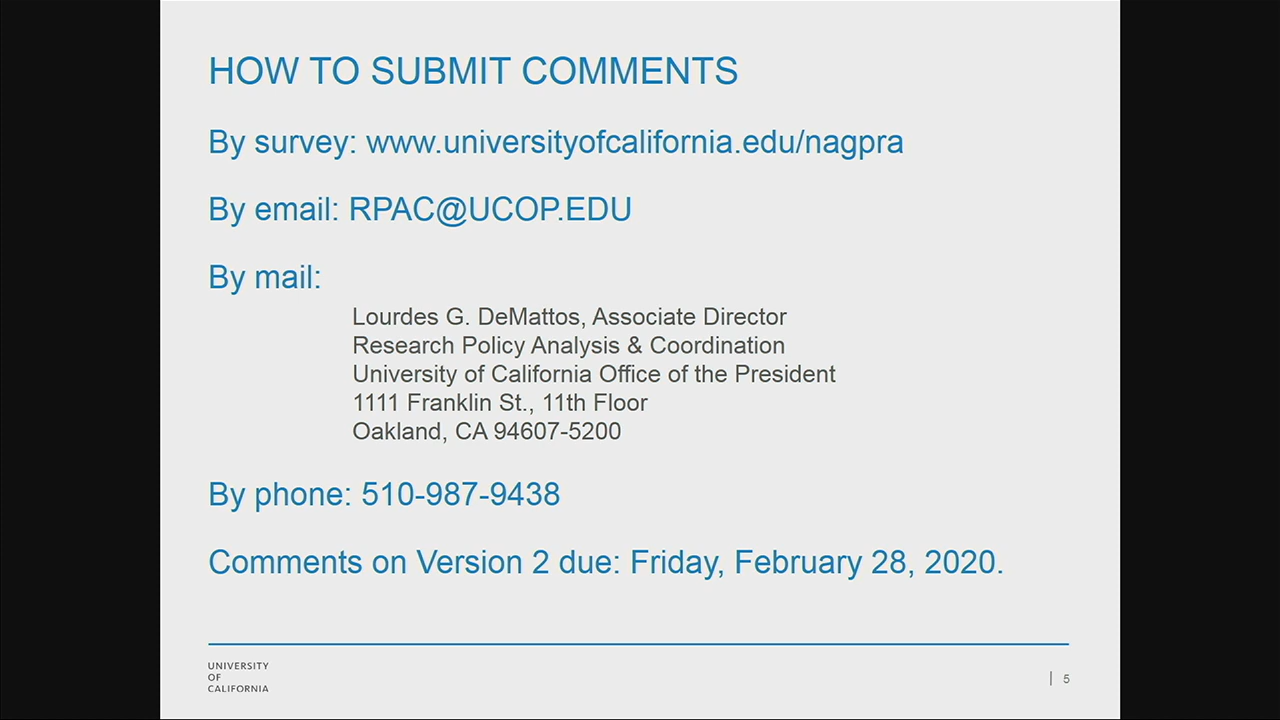 HOW TO SUBMIT COMMENTS
By survey: www.universityofcalifornia.edu/nagpra
By email: RPAC@UCOP.EDU
By mail:
Lourdes G. DeMattos, Associate Director
Research Policy Analysis & Coordination
University of California Office of the President
1111 Franklin St., 11th Floor
Oakland, CA 94607-5200
By phone: 510-987-9438
Comments on Version 2 due: Friday, February 28, 2020.
UNIVERSITY
OF
CALIFORNIA
| 5